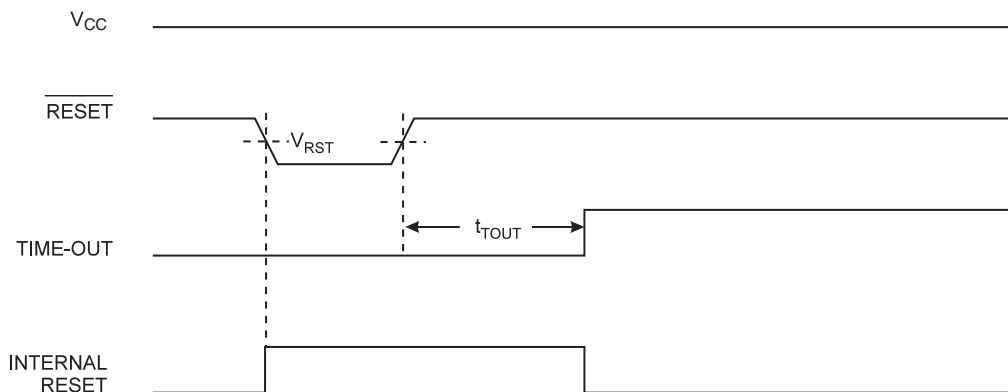 VCC
RESET
VRST
tTOUT
TIME-OUT
INTERNAL
RESET